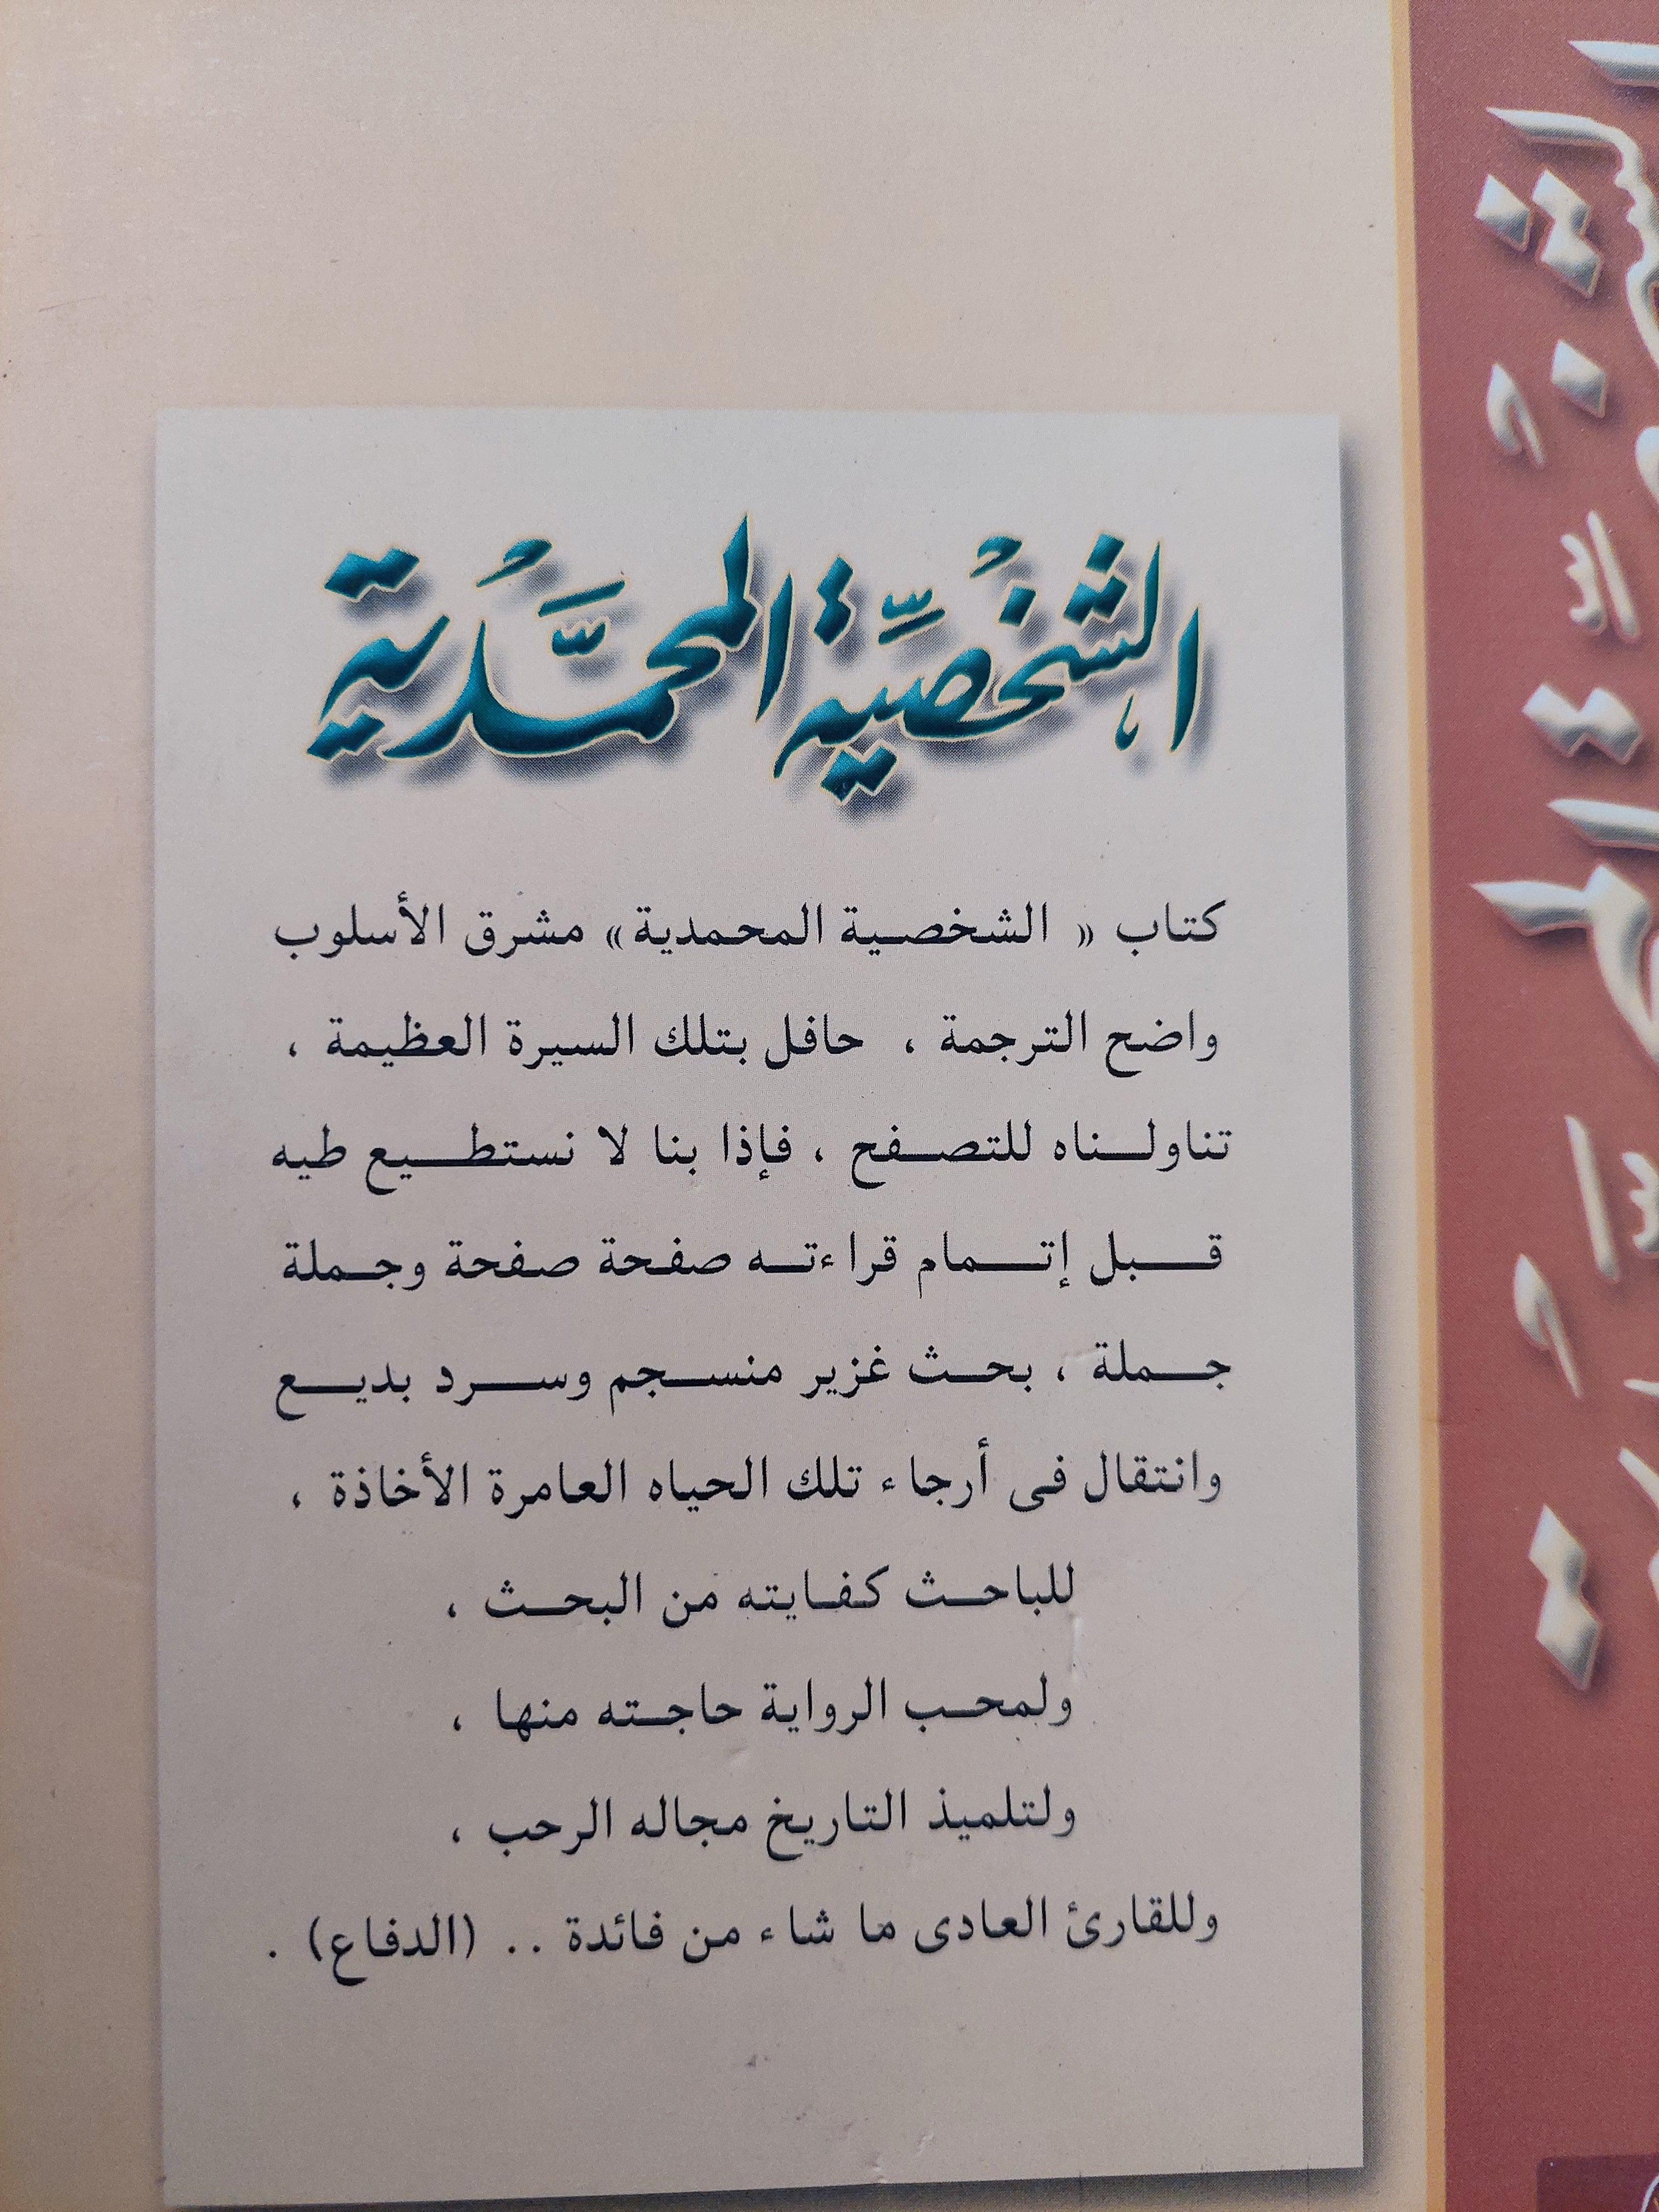 الشخصية المحمدية
كتاب « الشخصية المحمدية» مشرق الأسلوب
واضح الترجمة ، حافل بتلك السيرة العظيمة ،
تناولناه للتصفح ، فإذا بنا لا نستطيع طيه
قبل إتمام قراءته صفحة صفحة وجملة
جملة ، بحث غزير منسجم وسرد بديع
وانتقال فى أرجاء تلك الحياه العامرة الأخاذة ،
للباحث كفايته من البحث ،
ولمحب الرواية حاجته منها ،
ولتلميذ التاريخ مجاله الرحب ،
وللقارئ العادى ما شاء من فائدة .. (الدفاع) .